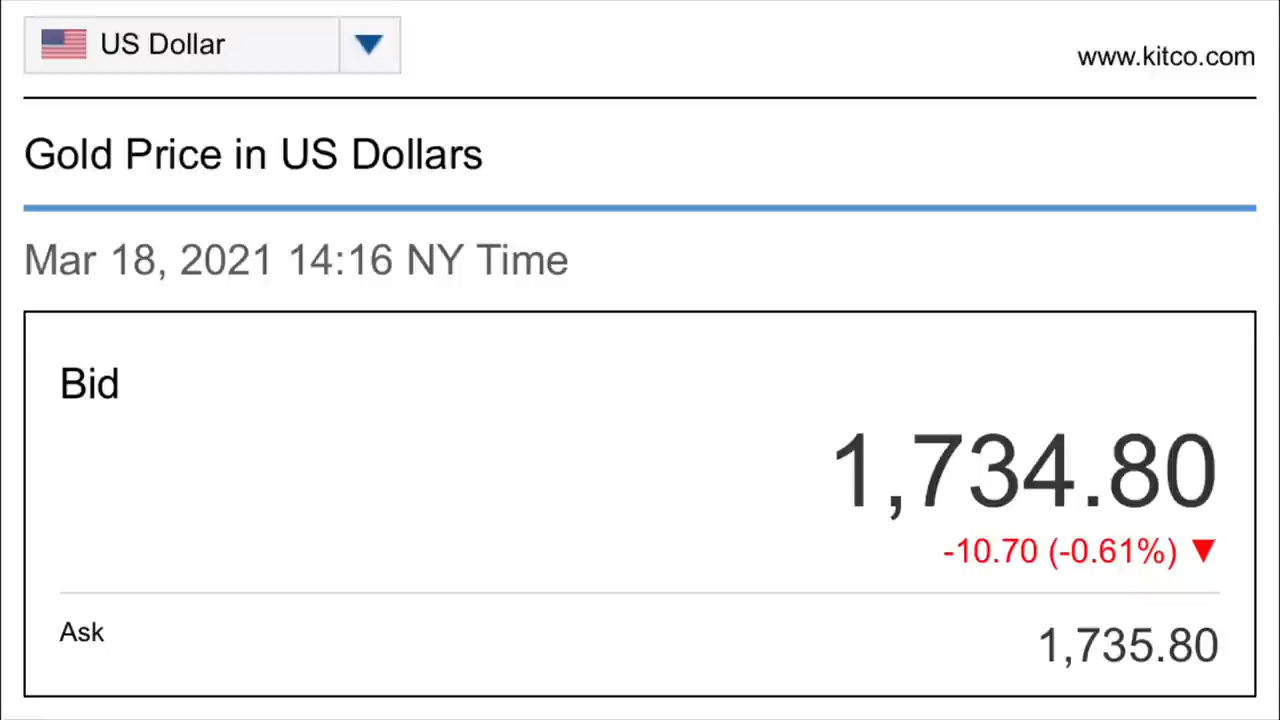 US Dollar
www.kitco.com
Gold Price in US Dollars
Mar 18, 2021 14:16 NY Time
Bid
1,734.80
-10.70 (-0.61%) ▼
Ask
1,735.80